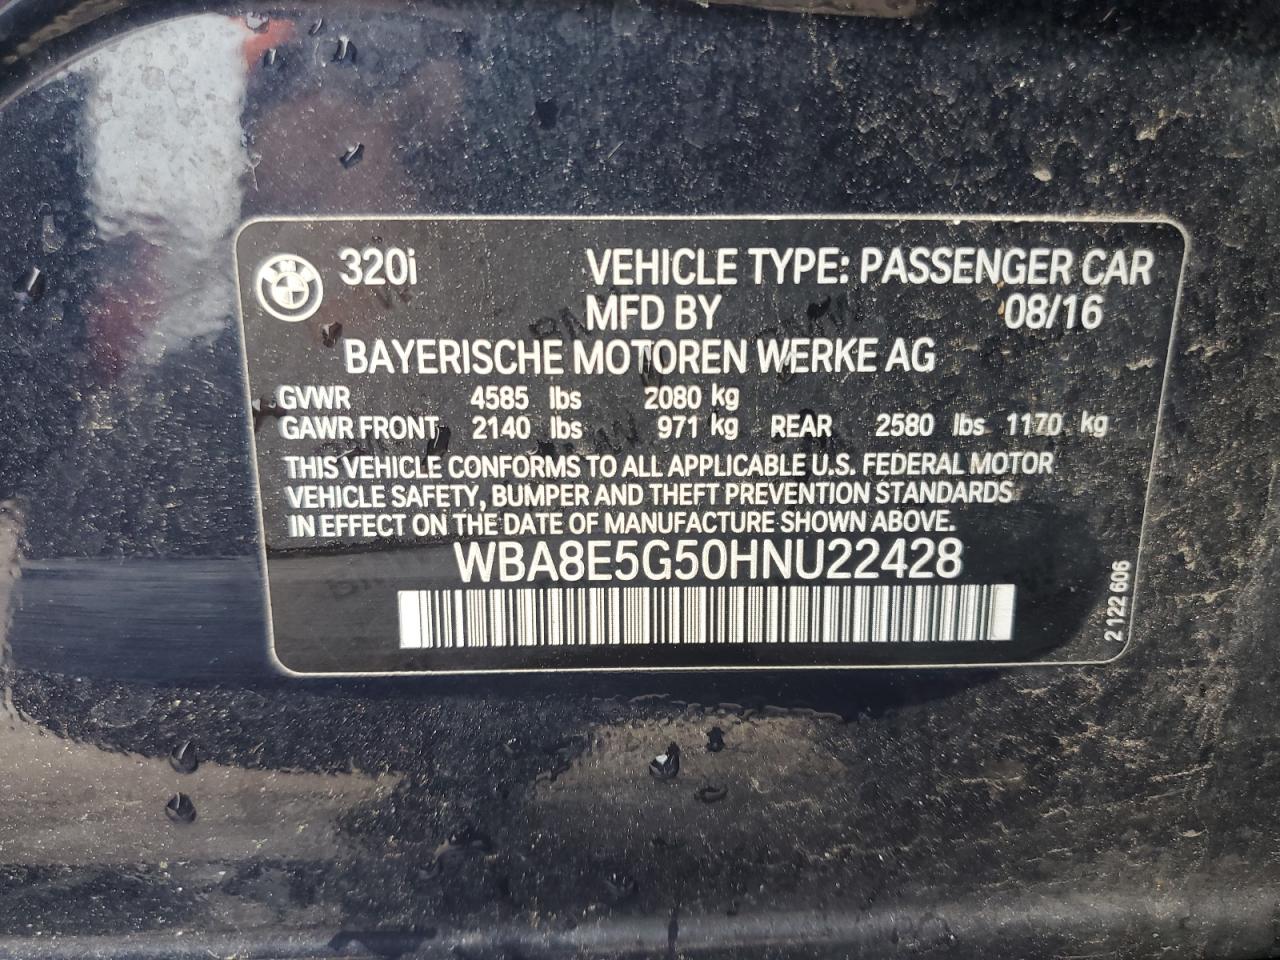 320i VEHICLE TYPE: PASSENGER CAR
MFD BY 08/16
BAYERISCHE MOTOREN WERKE AG
GVWR 4585 lbs 2080 kg
GAWR FRONT 2140 lbs 971 kg REAR 2580 lbs 1170 kg
THIS VEHICLE CONFORMS TO ALL APPLICABLE U.S. FEDERAL MOTOR
VEHICLE SAFETY, BUMPER AND THEFT PREVENTION STANDARDS
IN EFFECT ON THE DATE OF MANUFACTURE SHOWN ABOVE.
WBA8E5G50HNU22428
2 122 606